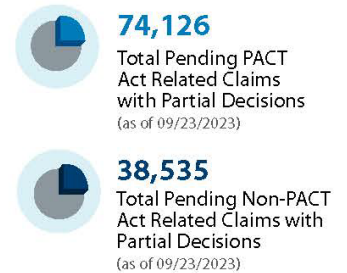 74,126
Total Pending PACT
Act Related Claims
with Partial Decisions
(as of 09/23/2023)
38,535
Total Pending Non-PACT
Act Related Claims with
Partial Decisions
(as of 09/23/2023)